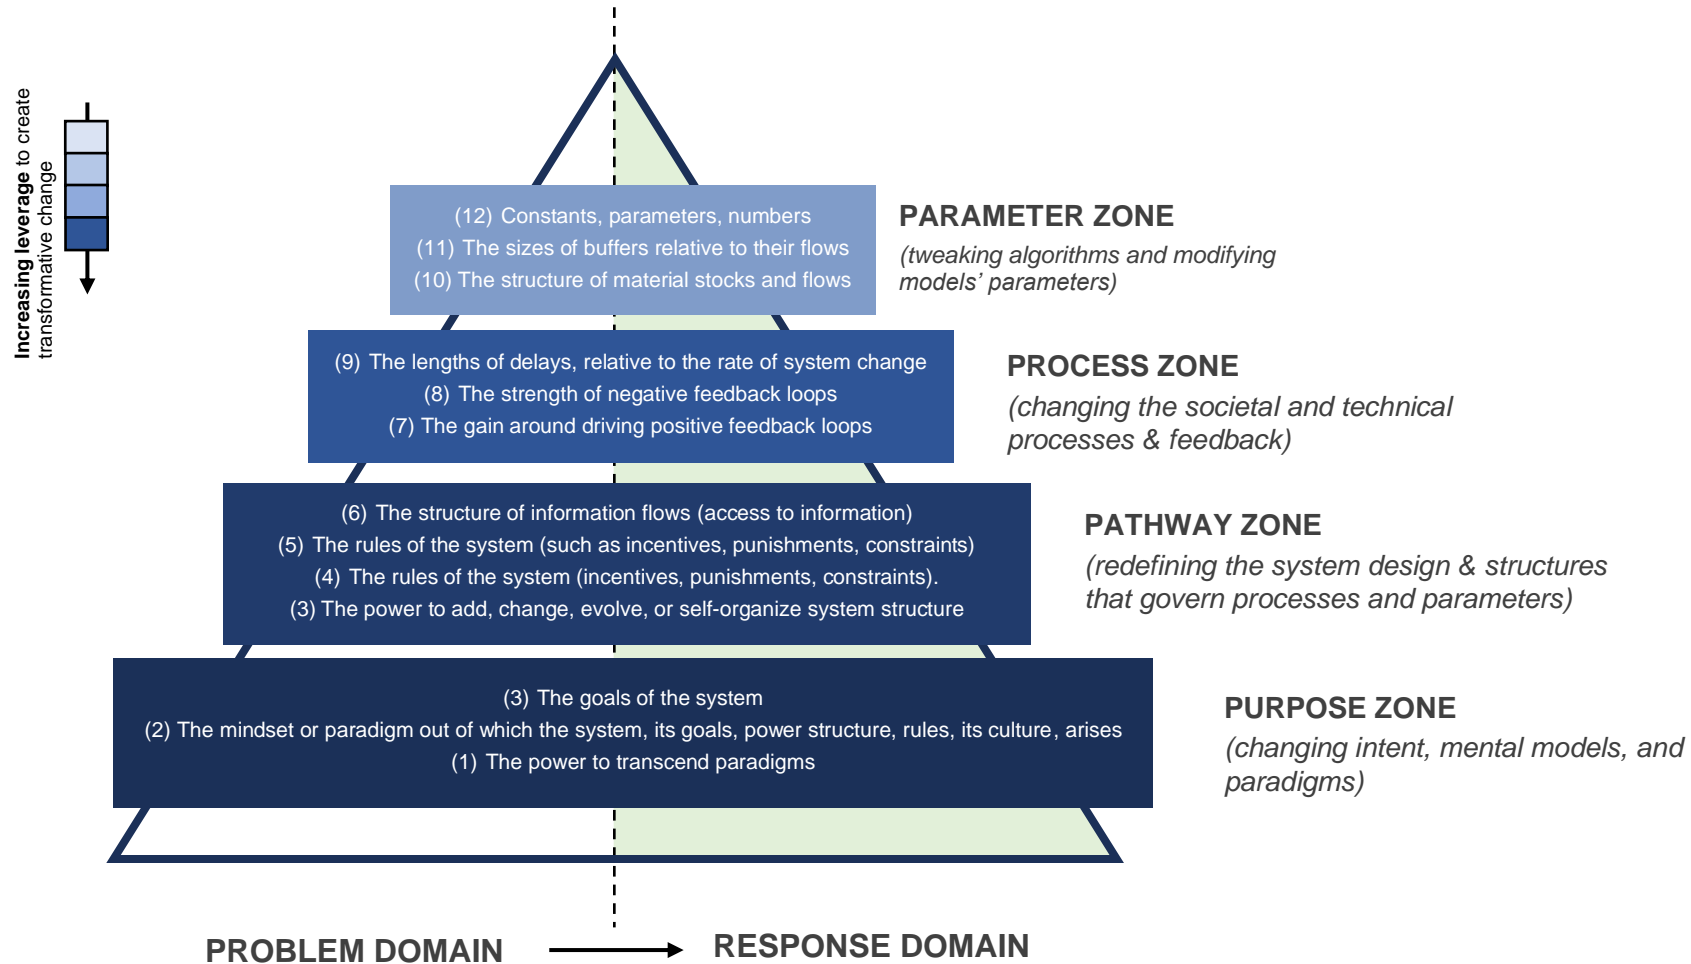 Increasing leverage to create
transformative change
(12) Constants, parameters, numbers
(11) The sizes of buffers relative to their flows
(10) The structure of material stocks and flows
PARAMETER ZONE
(tweaking algorithms and modifying
models’ parameters)
(9) The lengths of delays, relative to the rate of system change
(8) The strength of negative feedback loops
(7) The gain around driving positive feedback loops
PROCESS ZONE
(changing the societal and technical
processes & feedback)
(6) The structure of information flows (access to information)
(5) The rules of the system (such as incentives, punishments, constraints)
(4) The rules of the system (incentives, punishments, constraints).
(3) The power to add, change, evolve, or self-organize system structure
PATHWAY ZONE
(redefining the system design & structures
that govern processes and parameters)
(3) The goals of the system
(2) The mindset or paradigm out of which the system, its goals, power structure, rules, its culture, arises
(1) The power to transcend paradigms
PURPOSE ZONE
(changing intent, mental models, and
paradigms)
PROBLEM DOMAIN
RESPONSE DOMAIN